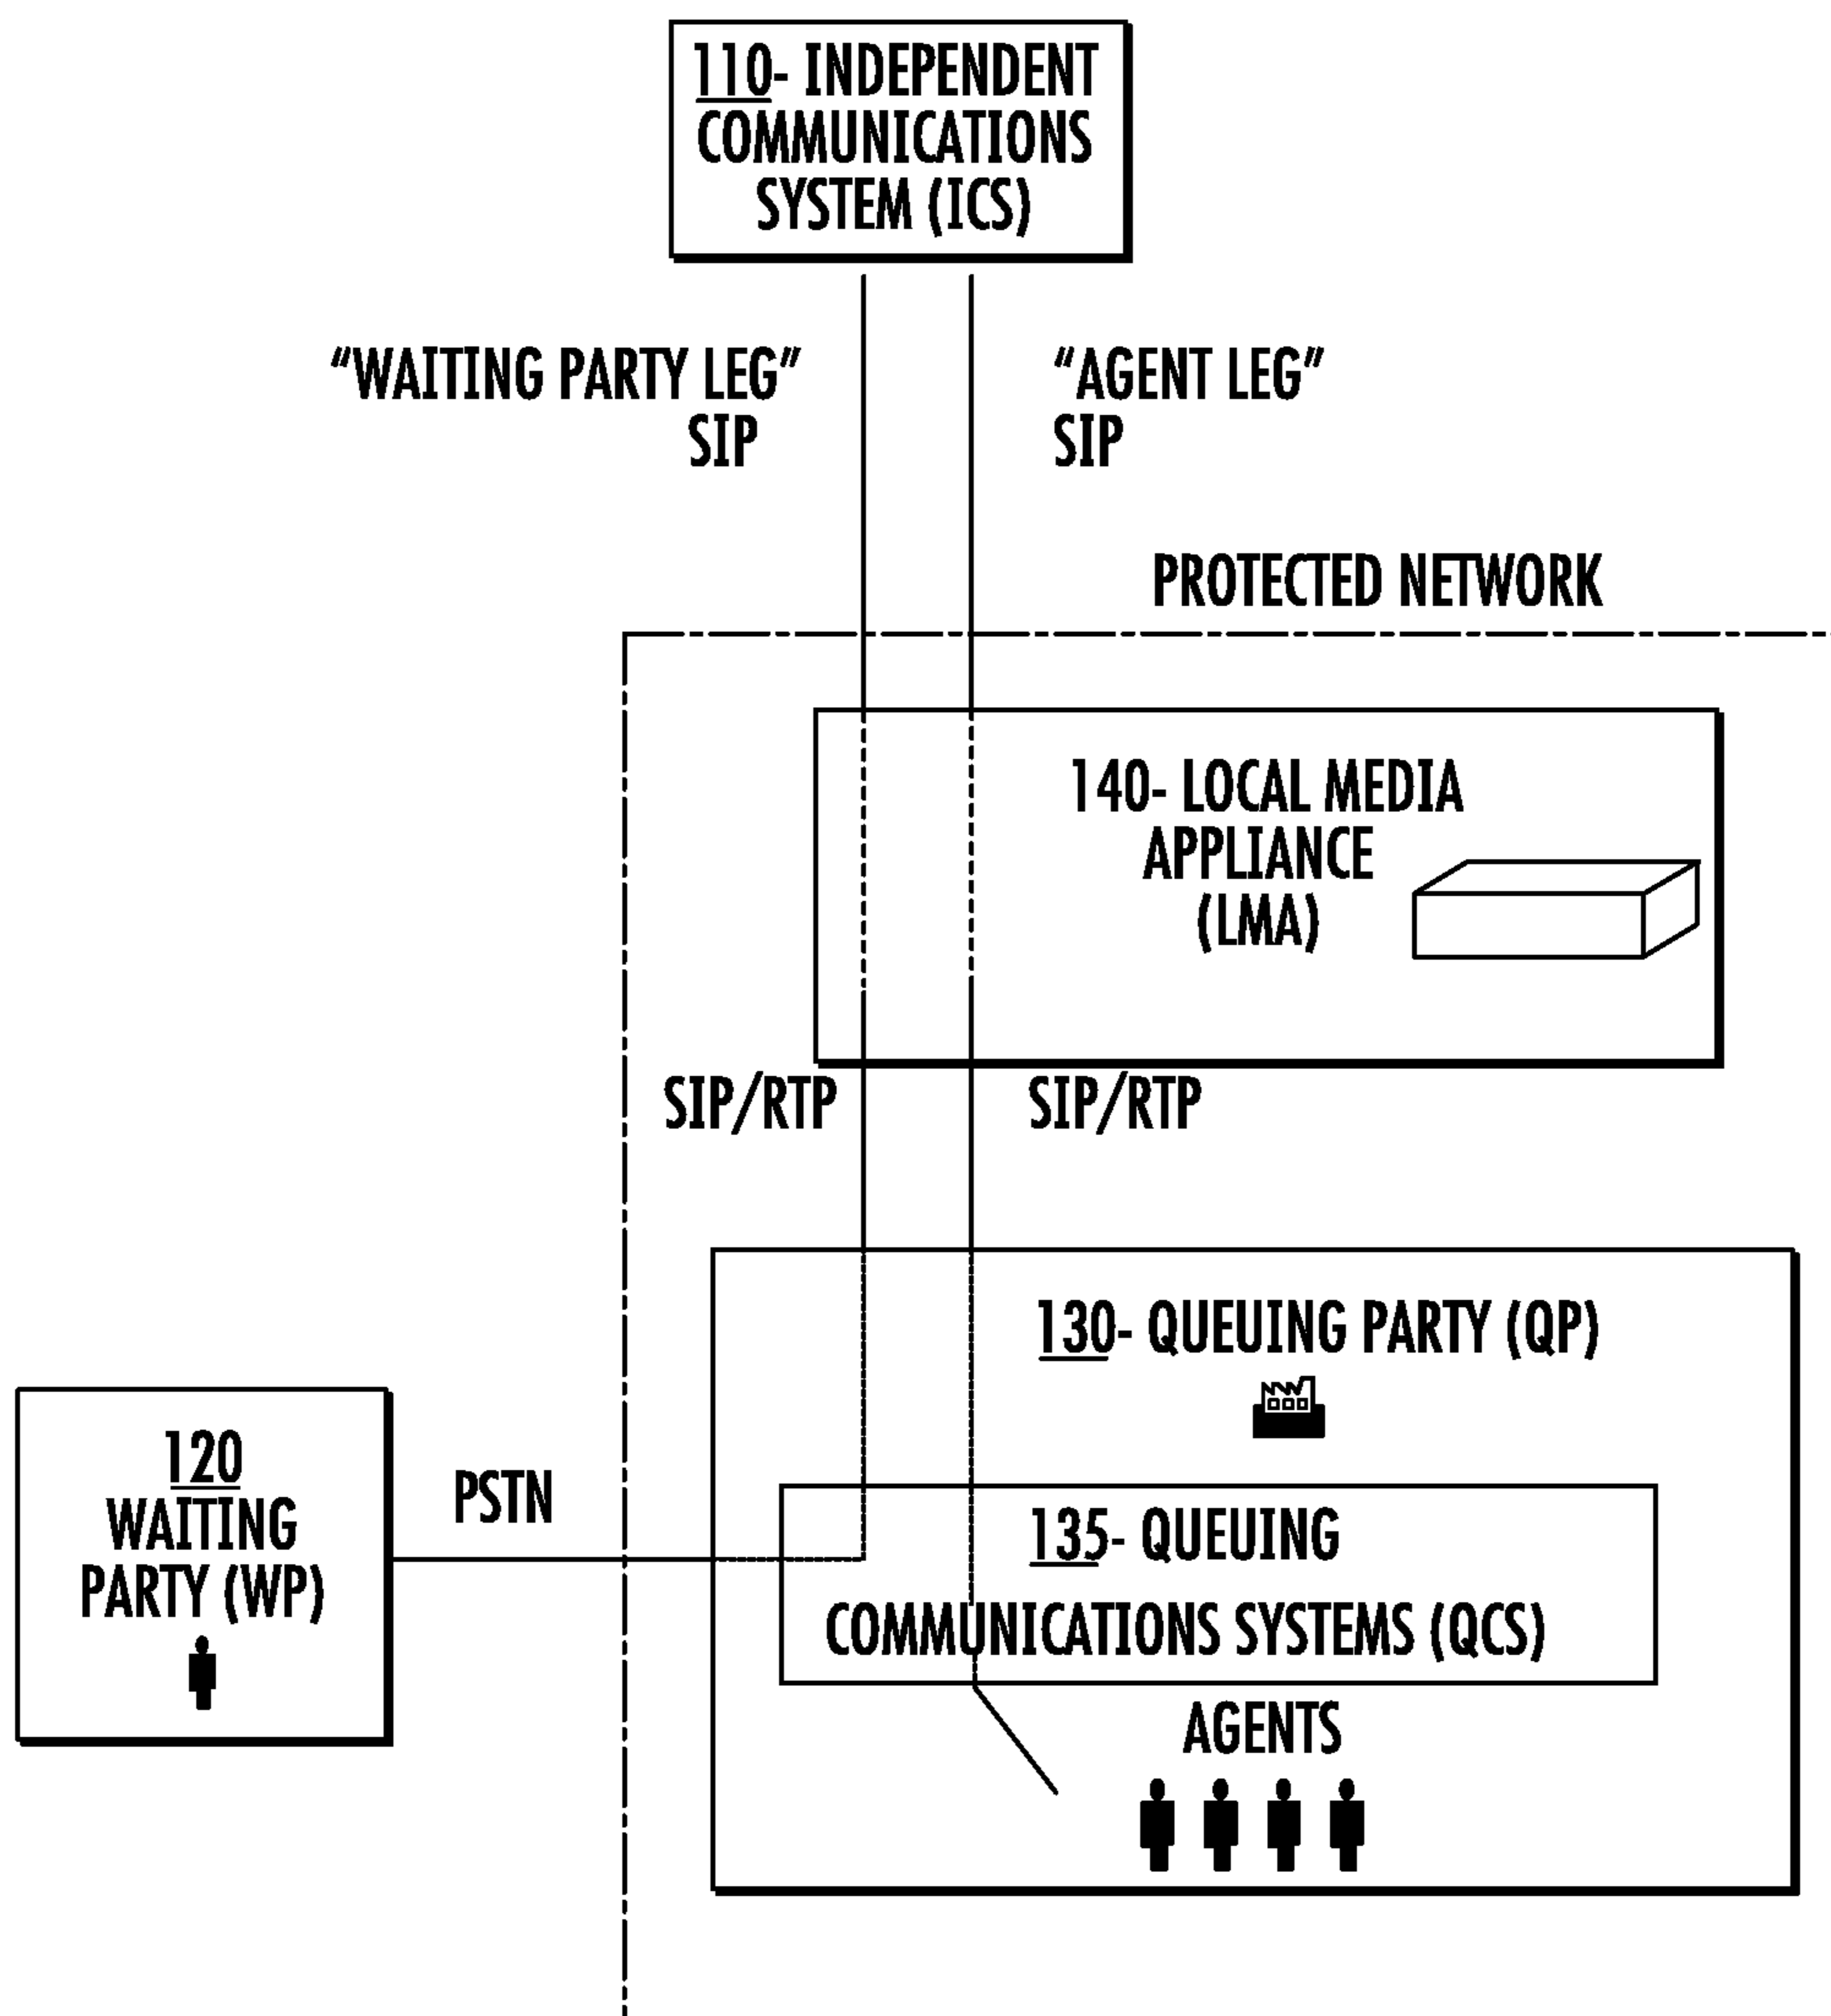 110- INDEPENDENT
COMMUNICATIONS
SYSTEM (ICS)
"WAITING PARTY LEG"
SIP
"AGENT LEG"
SIP
PROTECTED NETWORK
140- LOCAL MEDIA
APPLIANCE
(LMA)
SIP/RTP
SIP/RTP
130- QUEUING PARTY (QP)
120
WAITING
PARTY (WP)
PSTN
135- QUEUING
COMMUNICATIONS SYSTEMS (QCS)
AGENTS